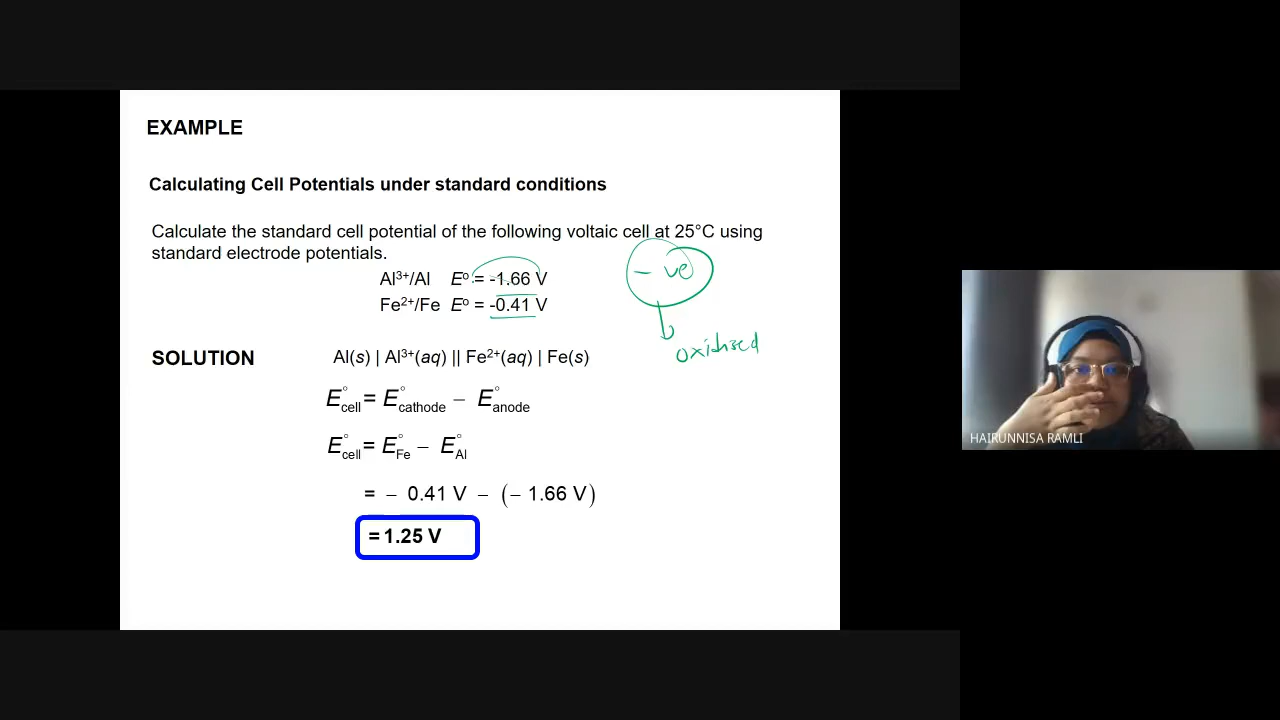 EXAMPLE
Calculating Cell Potentials under standard conditions
Calculate the standard cell potential of the following voltaic cell at 25°C using
standard electrode potentials.
Al³⁺/Al E° = -1.66 V
Fe²⁺/Fe E° = -0.41 V
- ve
oxidised
SOLUTION Al(s) | Al³⁺(aq) || Fe²⁺(aq) | Fe(s)
E°cell = E°cathode – E°anode
E°cell = E°Fe – E°Al
= – 0.41 V – (– 1.66 V)
= 1.25 V
HAIRUNNISA RAMLI